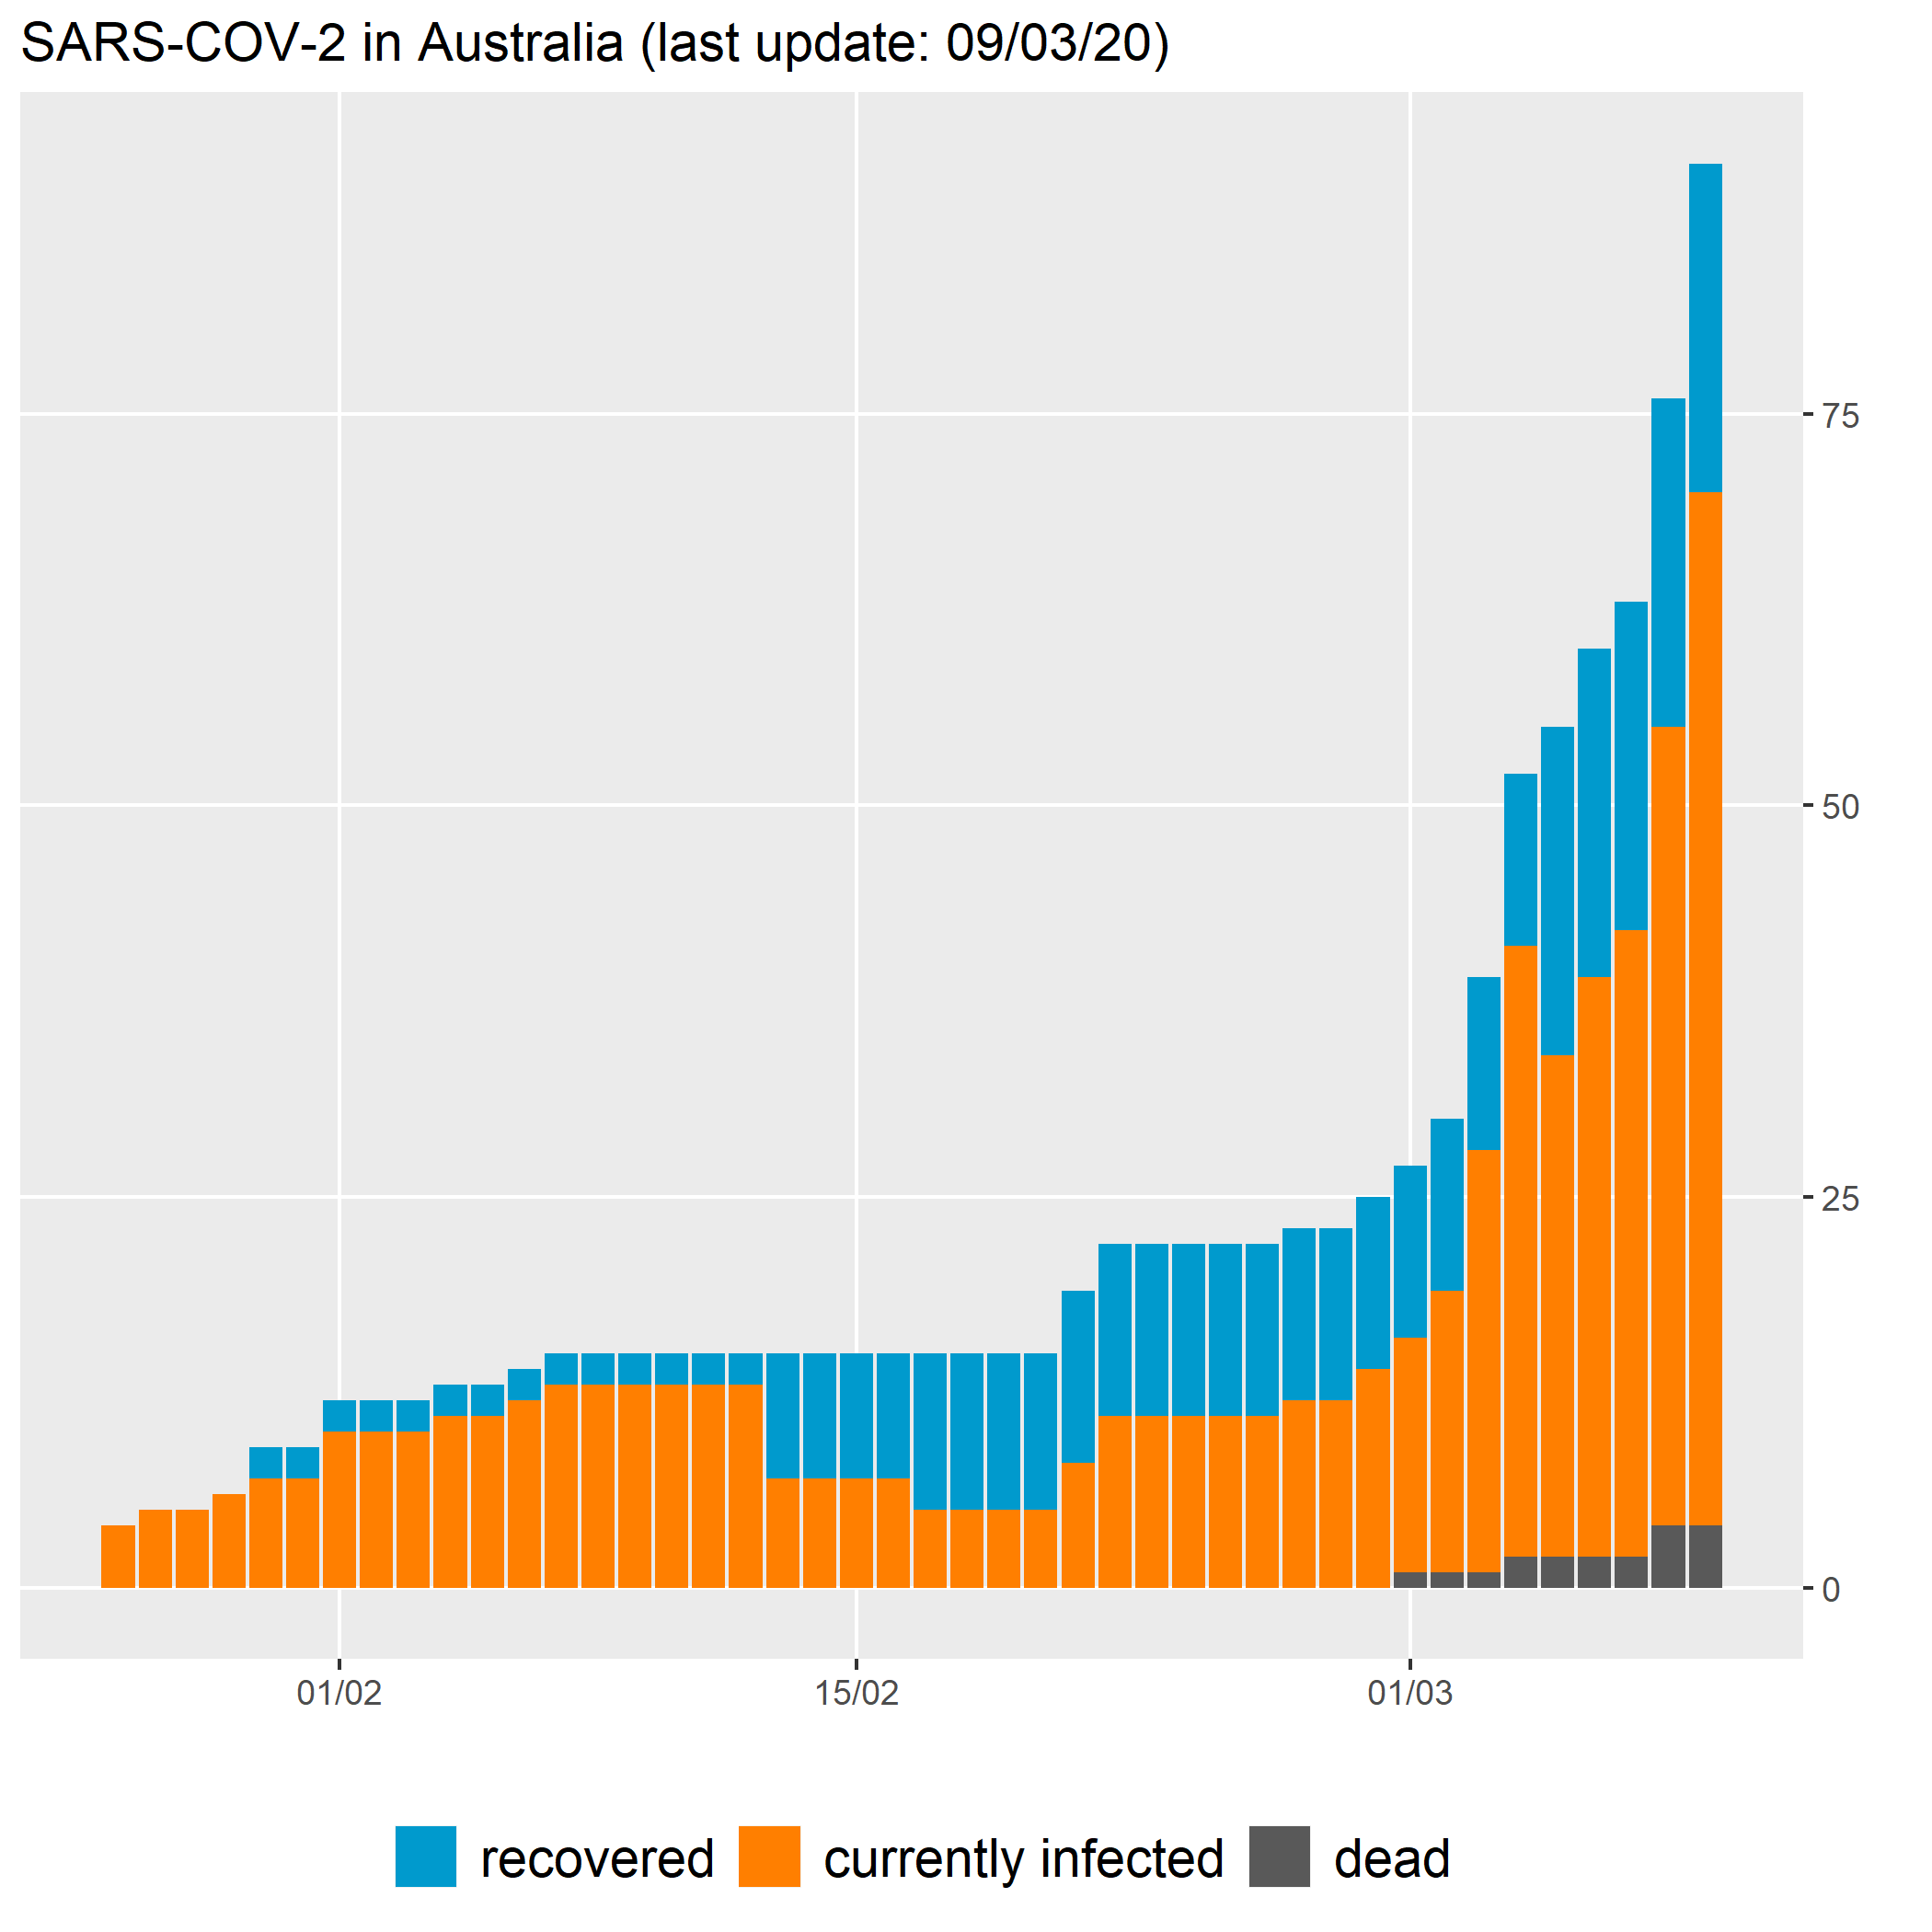 SARS-COV-2 in Australia (last update: 09/03/20)
75
50
25
0
01/02 15/02 01/03
recovered currently infected dead